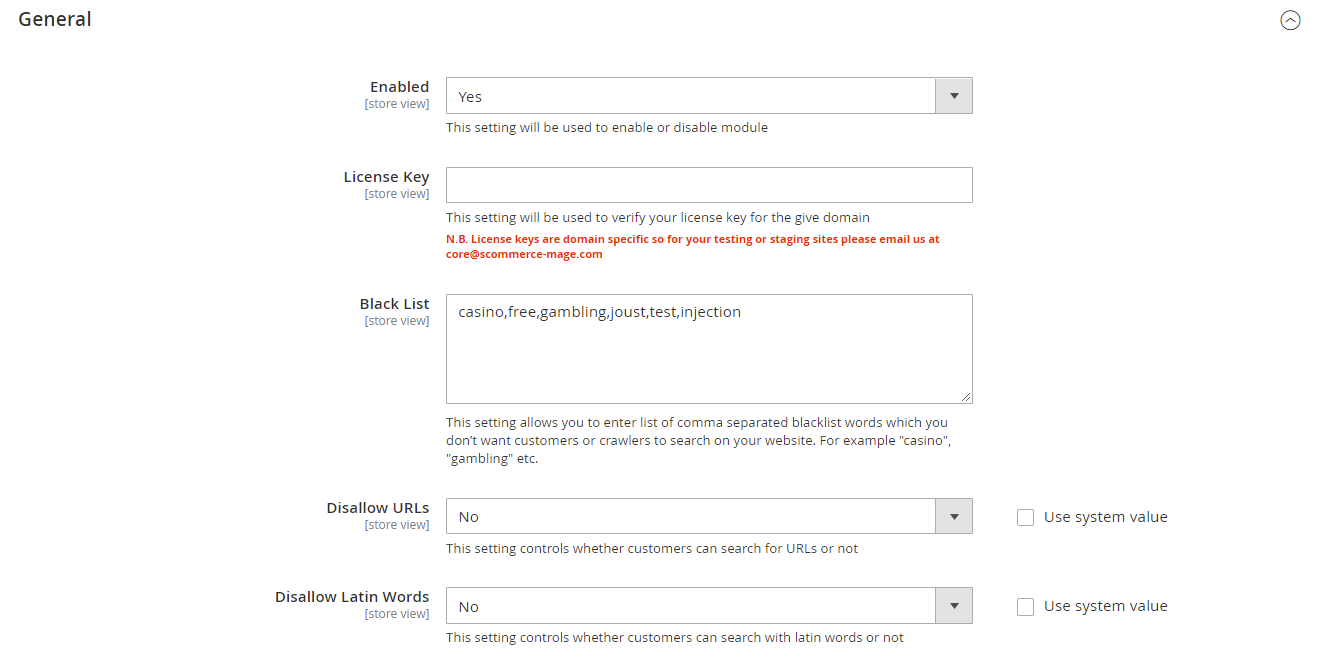 General
Enabled
[store view]
Yes
This setting will be used to enable or disable module
License Key
[store view]
This setting will be used to verify your license key for the give domain
N.B. License keys are domain specific so for your testing or staging sites please email us at
core@scommerce-mage.com
Black List
[store view]
casino,free,gambling,joust,test,injection
This setting allows you to enter list of comma separated blacklist words which you
don’t want customers or crawlers to search on your website. For example "casino",
"gambling" etc.
Disallow URLs
[store view]
No
Use system value
This setting controls whether customers can search for URLs or not
Disallow Latin Words
[store view]
No
Use system value
This setting controls whether customers can search with latin words or not